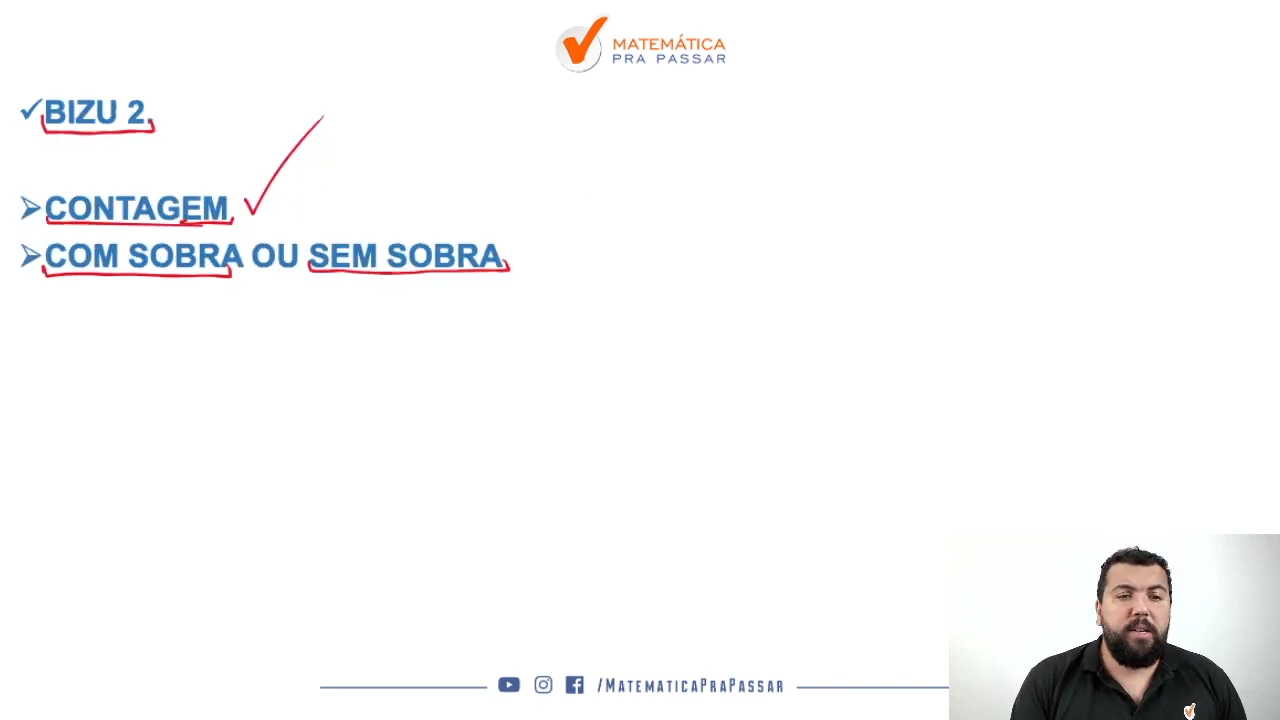 MATEMÁTICA
PRA PASSAR
BIZU 2.
CONTAGEM
COM SOBRA OU SEM SOBRA
/MATEMATICAPRAPASSAR